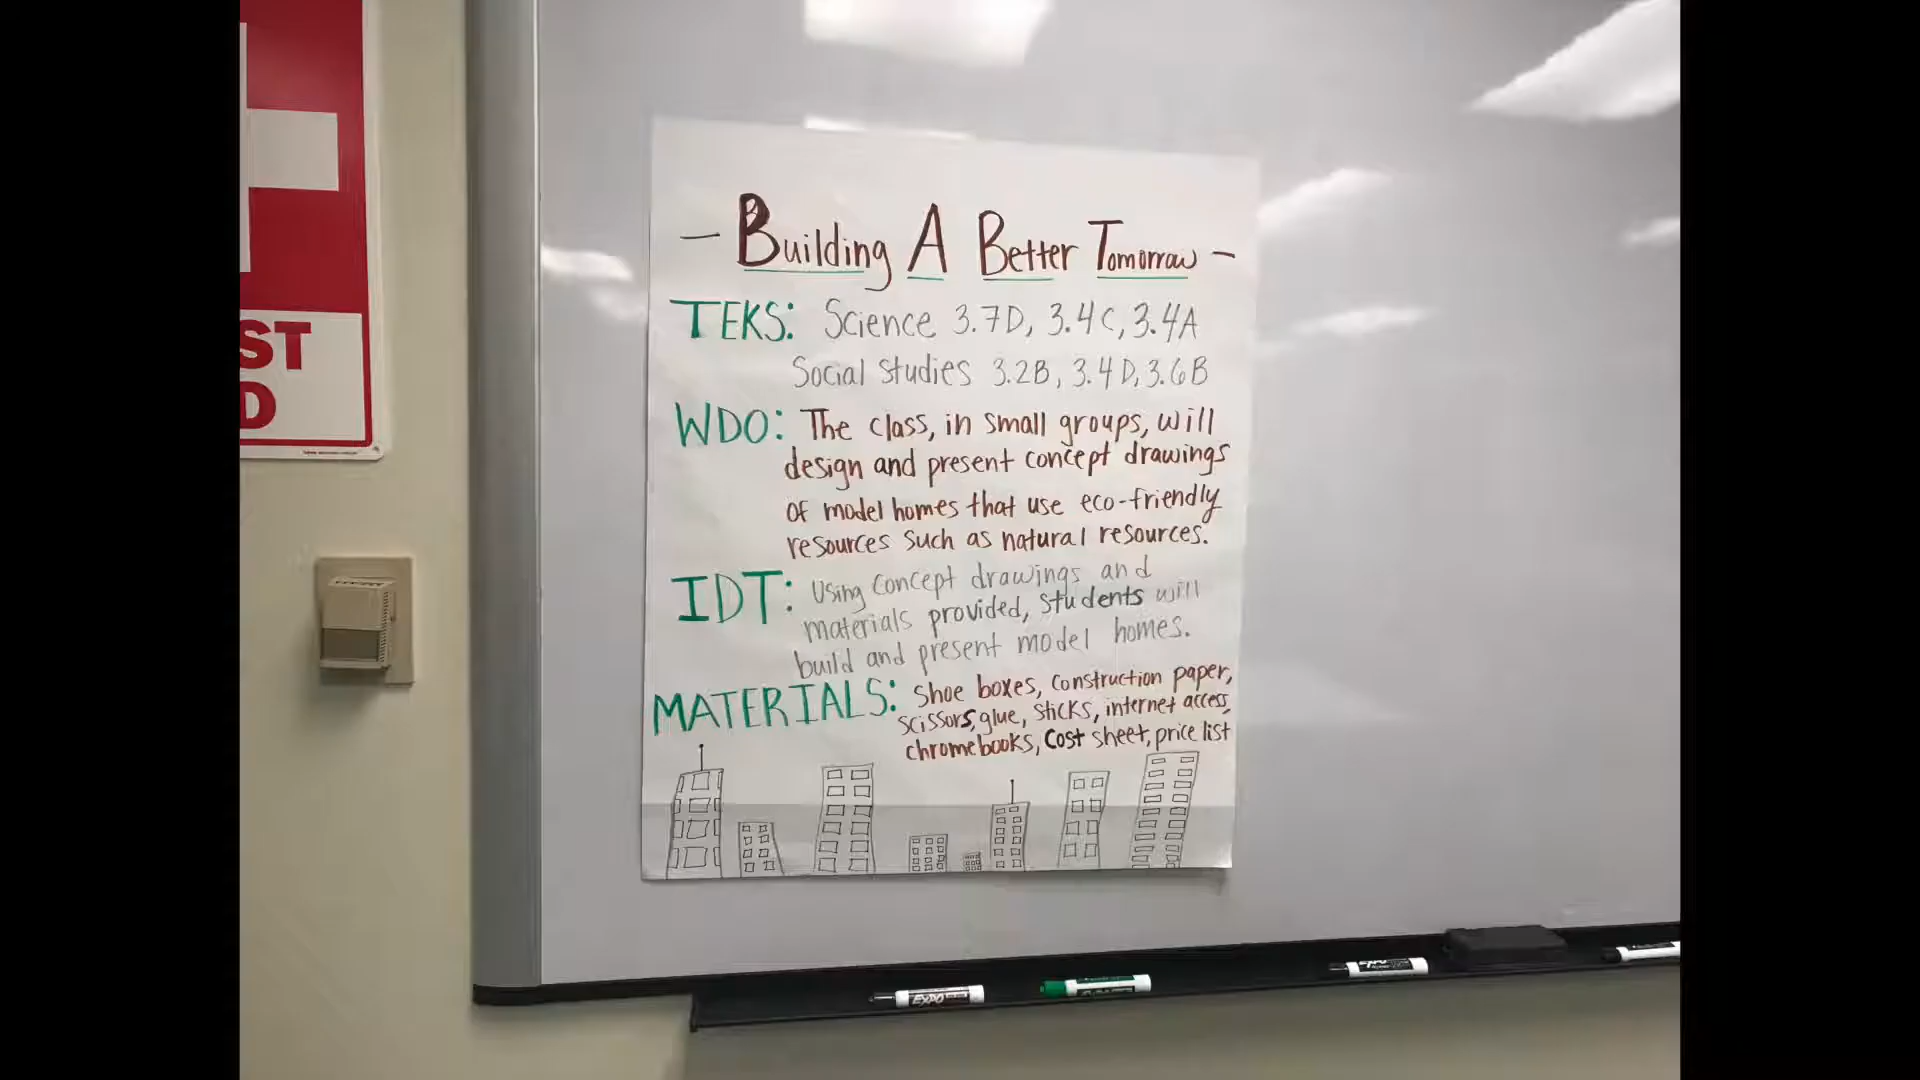 ST
D
- Building A Better Tomorrow -
TEKS: Science 3.7D, 3.4C, 3.4A
Social Studies 3.2B, 3.4D, 3.6B
WDO: The class, in small groups, will
design and present concept drawings
of model homes that use eco-friendly
resources such as natural resources.
IDT: Using concept drawings and
materials provided, students will
build and present model homes.
MATERIALS: Shoe boxes, construction paper,
scissors, glue, sticks, internet access,
chromebooks, cost sheet, price list
EXPO
EXPO